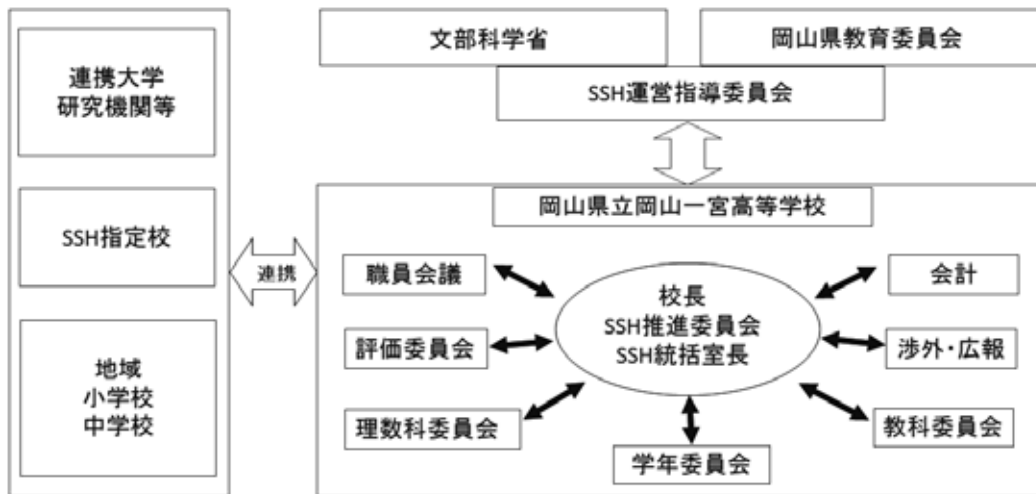 連携大学
研究機関等
SSH指定校
地域
小学校
中学校
連携
文部科学省
岡山県教育委員会
SSH運営指導委員会
岡山県立岡山一宮高等学校
職員会議
評価委員会
理数科委員会
校長
SSH推進委員会
SSH統括室長
学年委員会
会計
渉外・広報
教科委員会